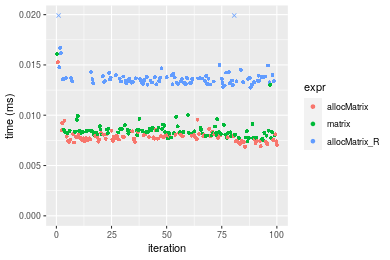 0.020
0.015
0.010
0.005
0.000
time (ms)
0
25
50
75
100
iteration
expr
allocMatrix
matrix
allocMatrix_R